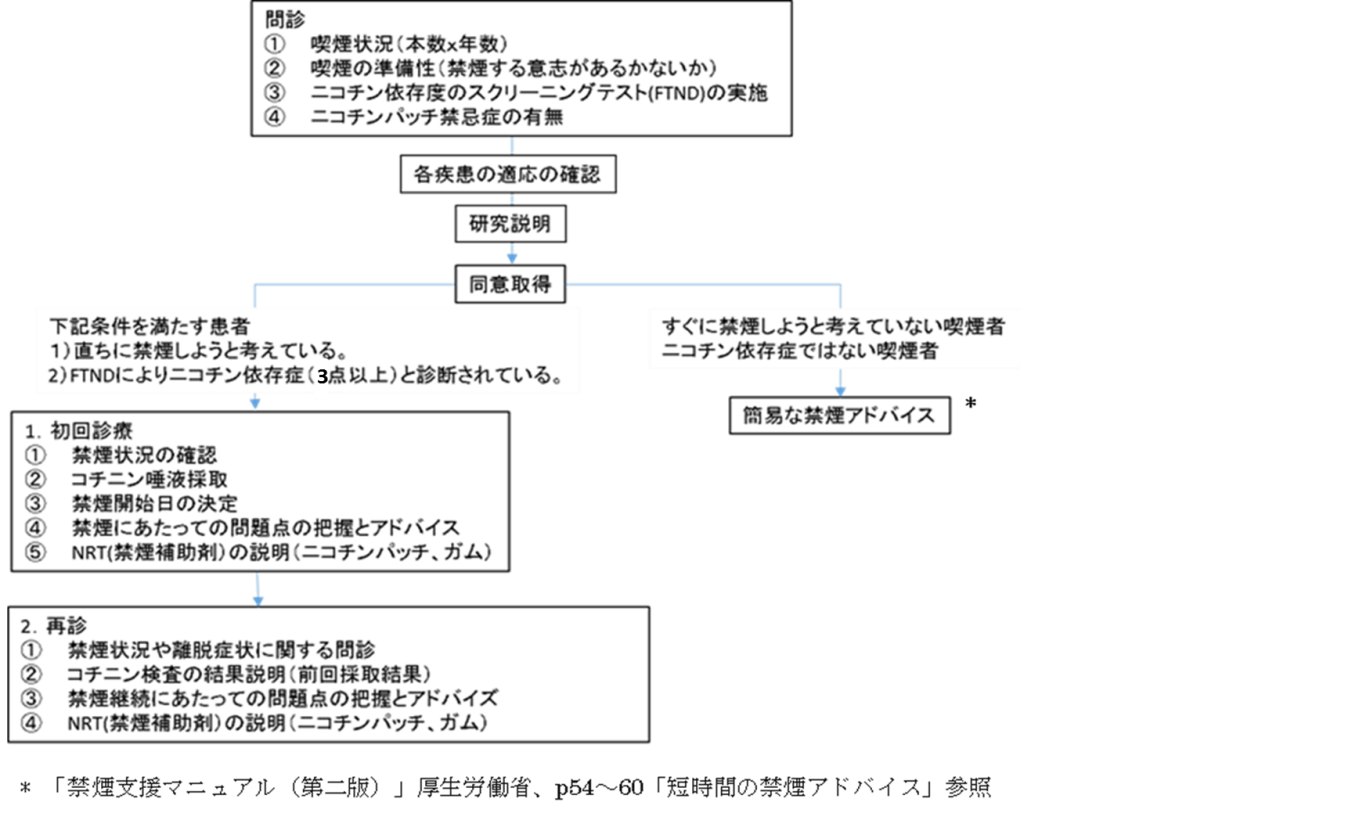 問診
① 喫煙状況(本数x年数)
② 喫煙の準備性(禁煙する意志があるかないか)
③ ニコチン依存度のスクリーニングテスト(FTND)の実施
④ ニコチンパッチ禁忌症の有無
各疾患の適応の確認
研究説明
同意取得
下記条件を満たす患者
1)直ちに禁煙しようと考えている。
2)FTNDによりニコチン依存症(3点以上)と診断されている。
すぐに禁煙しようと考えていない喫煙者
ニコチン依存症ではない喫煙者
簡易な禁煙アドバイス *
1. 初回診療
① 禁煙状況の確認
② コチニン唾液採取
③ 禁煙開始日の決定
④ 禁煙にあたっての問題点の把握とアドバイス
⑤ NRT(禁煙補助剤)の説明(ニコチンパッチ、ガム)
2. 再診
① 禁煙状況や離脱症状に関する問診
② コチニン検査の結果説明(前回採取結果)
③ 禁煙継続にあたっての問題点の把握とアドバイズ
④ NRT(禁煙補助剤)の説明(ニコチンパッチ、ガム)
* 「禁煙支援マニュアル(第二版)」厚生労働省、p54~60「短時間の禁煙アドバイス」参照